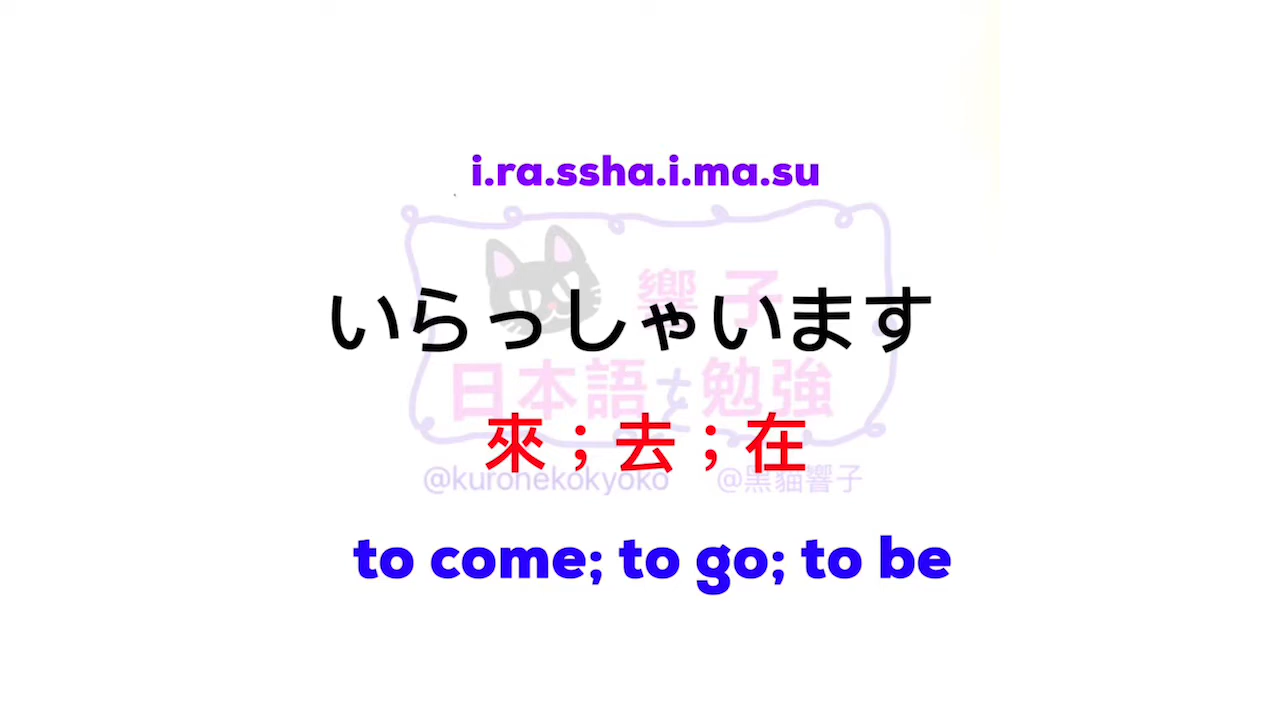 i.ra.ssha.i.ma.su
響子
いらっしゃいます
日本語を勉強
來；去；在
@kuronekokyoko @黑貓響子
to come; to go; to be